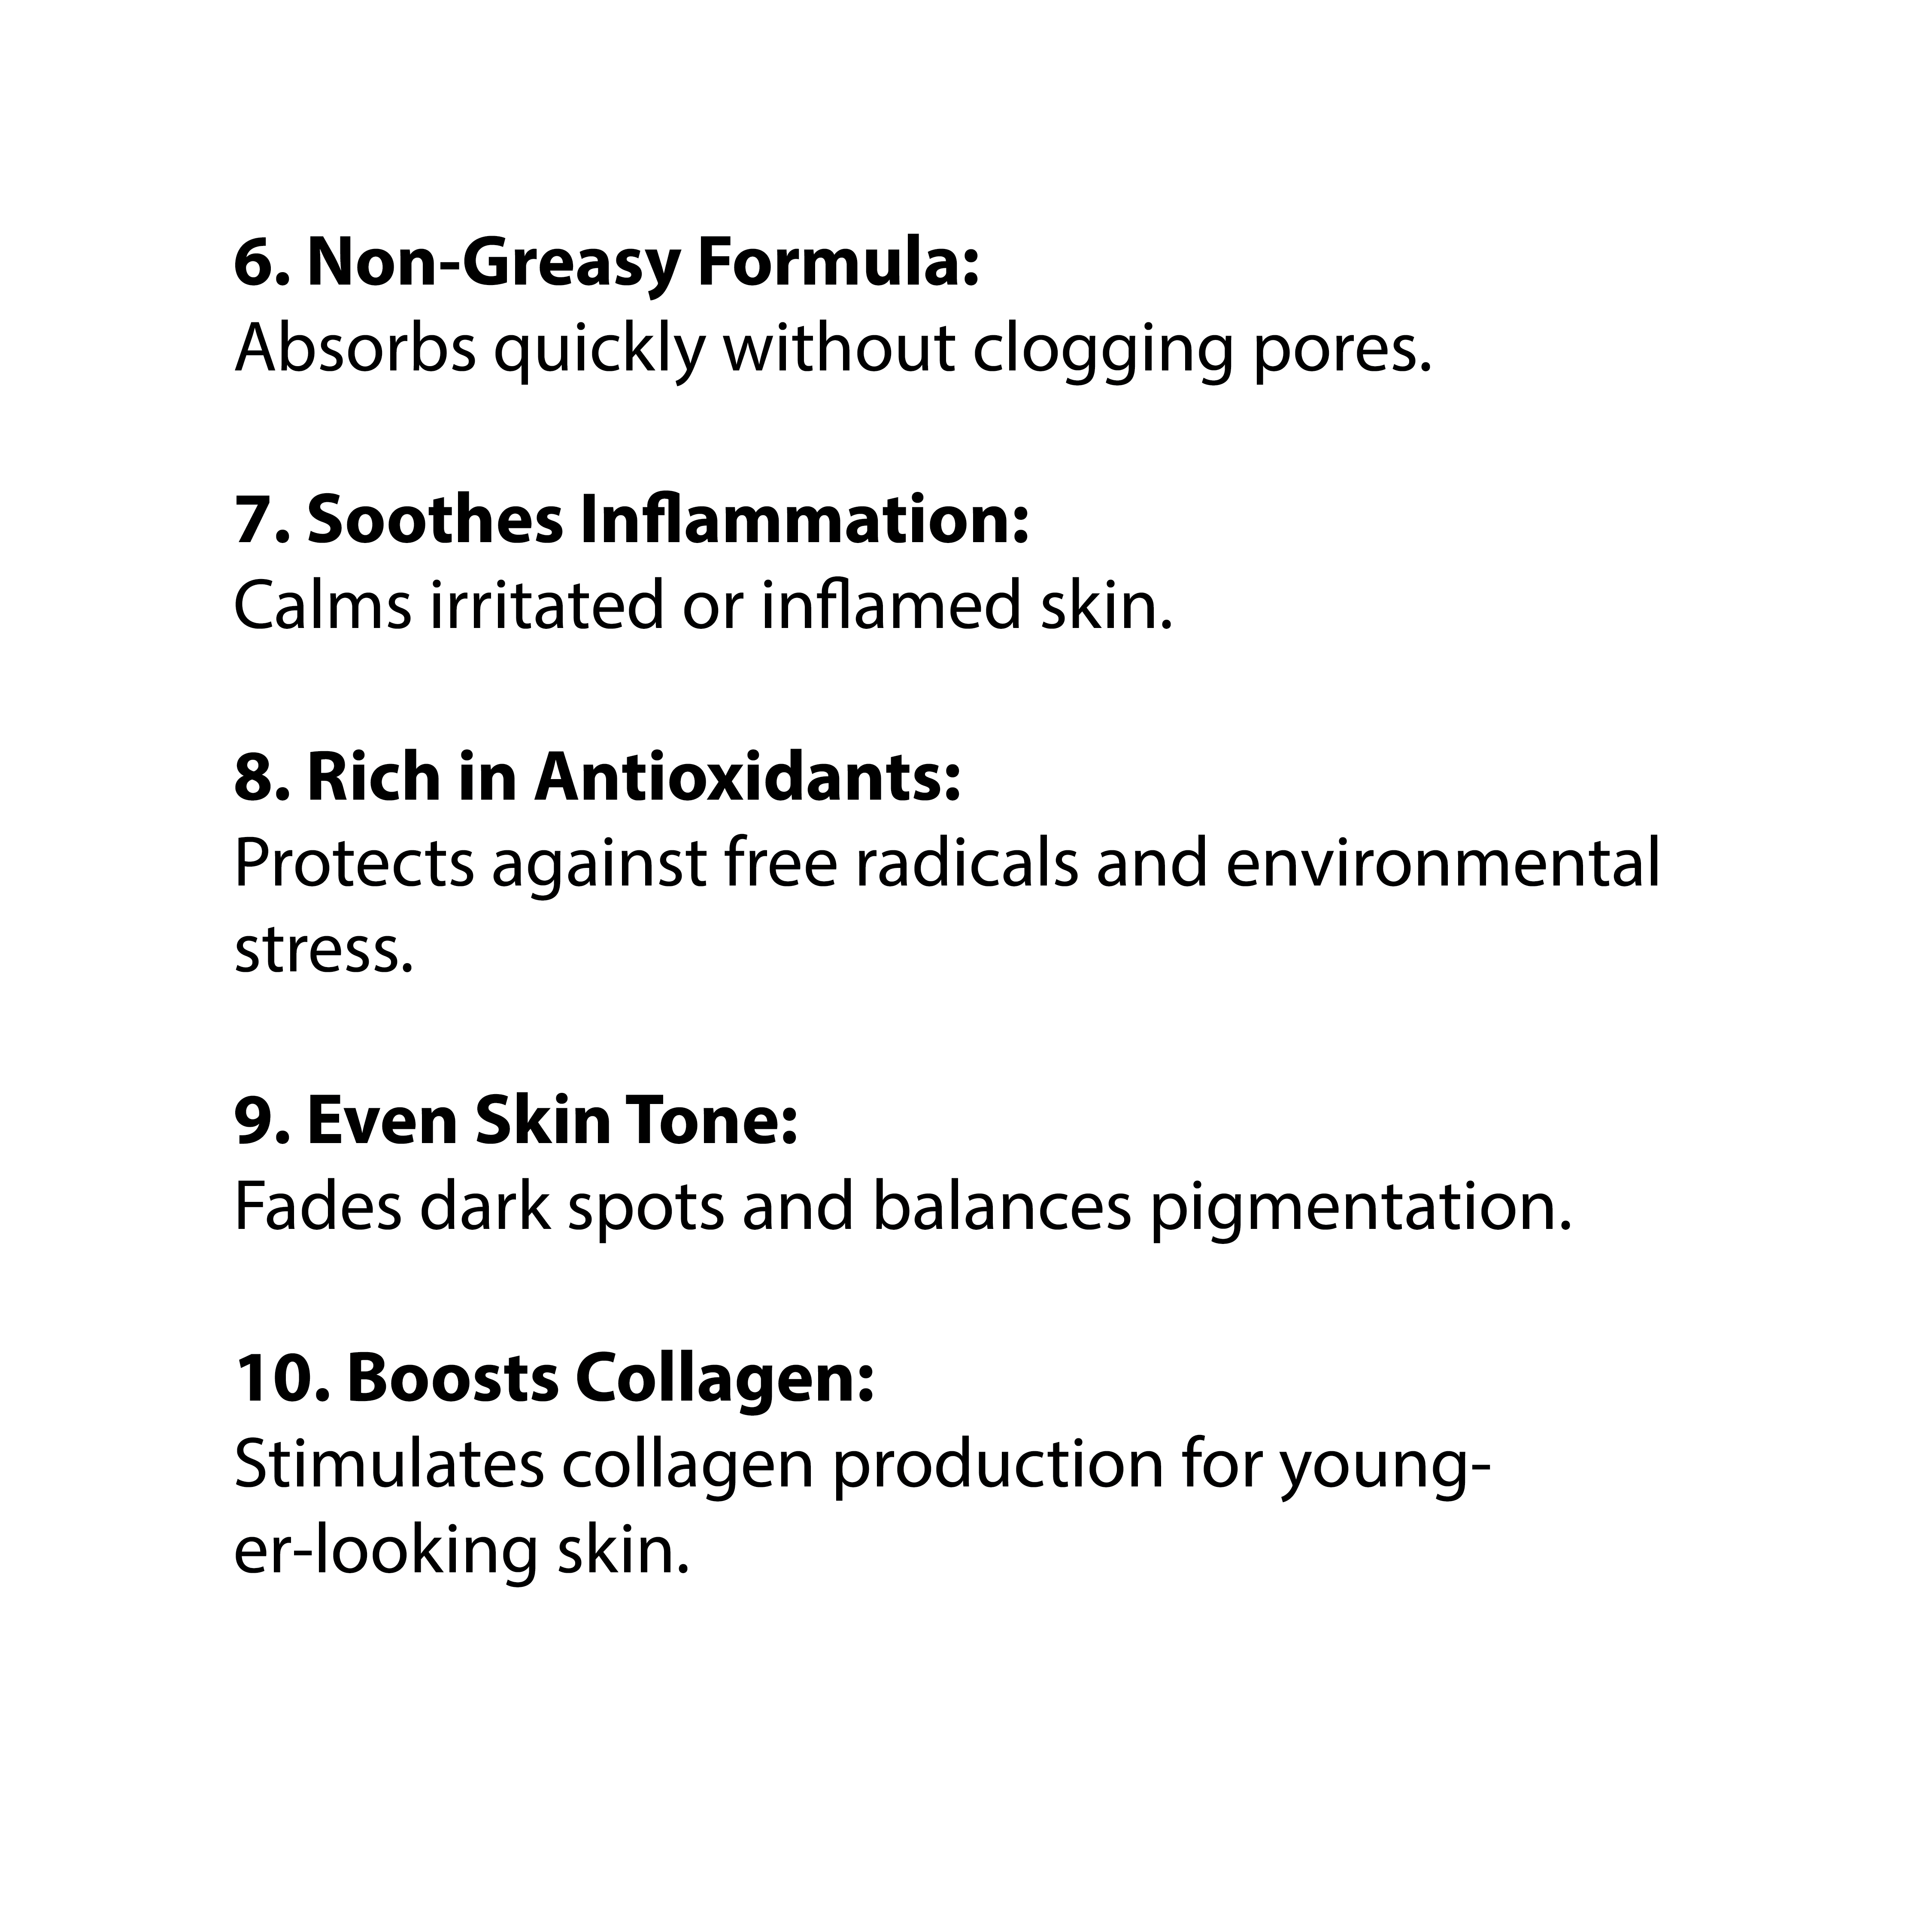 6. Non-Greasy Formula:
Absorbs quickly without clogging pores.
7. Soothes Inflammation:
Calms irritated or inflamed skin.
8. Rich in Antioxidants:
Protects against free radicals and environmental
stress.
9. Even Skin Tone:
Fades dark spots and balances pigmentation.
10. Boosts Collagen:
Stimulates collagen production for young-
er-looking skin.